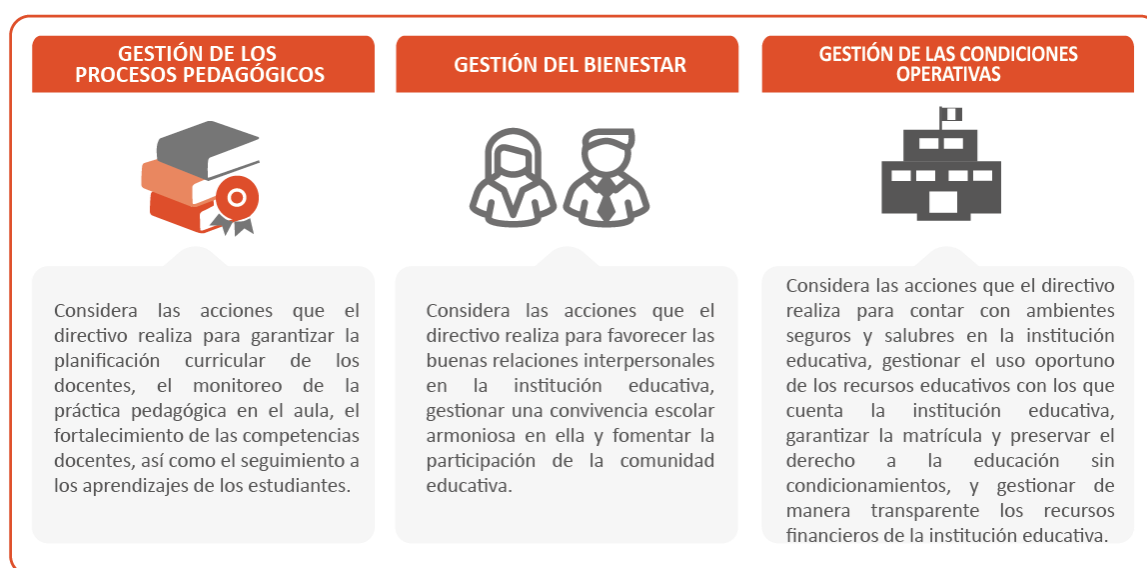 GESTIÓN DE LOS
PROCESOS PEDAGÓGICOS
Considera las acciones que el
directivo realiza para garantizar la
planificación curricular de los
docentes, el monitoreo de la
práctica pedagógica en el aula, el
fortalecimiento de las competencias
docentes, así como el seguimiento a
los aprendizajes de los estudiantes.
GESTIÓN DEL BIENESTAR
Considera las acciones que el
directivo realiza para favorecer las
buenas relaciones interpersonales
en la institución educativa,
gestionar una convivencia escolar
armoniosa en ella y fomentar la
participación de la comunidad
educativa.
GESTIÓN DE LAS CONDICIONES
OPERATIVAS
Considera las acciones que el directivo
realiza para contar con ambientes
seguros y salubres en la institución
educativa, gestionar el uso oportuno
de los recursos educativos con los que
cuenta la institución educativa,
garantizar la matrícula y preservar el
derecho a la educación sin
condicionamientos, y gestionar de
manera transparente los recursos
financieros de la institución educativa.